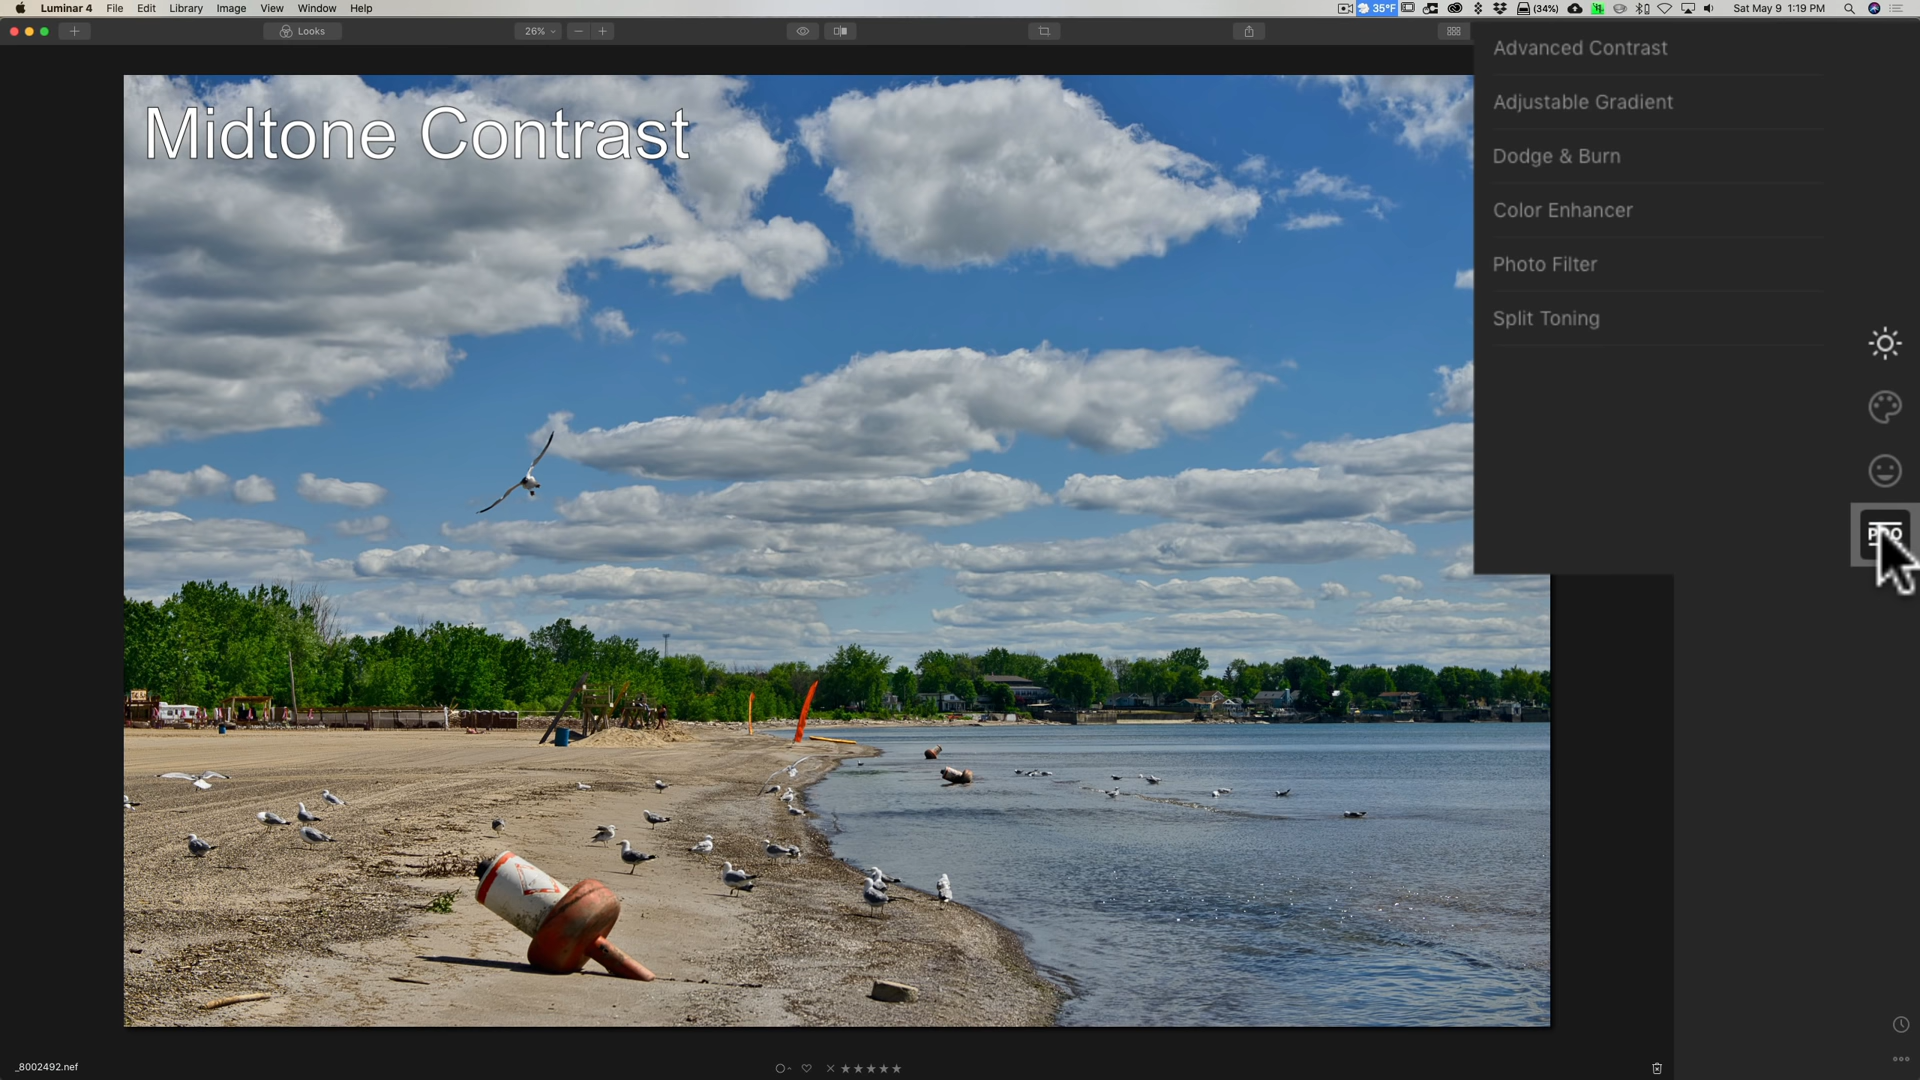 Luminar 4 File Edit Library Image View Window Help
35°F (34%) Sat May 9 1:19 PM
Looks 26%
Midtone Contrast
Advanced Contrast
Adjustable Gradient
Dodge & Burn
Color Enhancer
Photo Filter
Split Toning
PRO
_8002492.nef